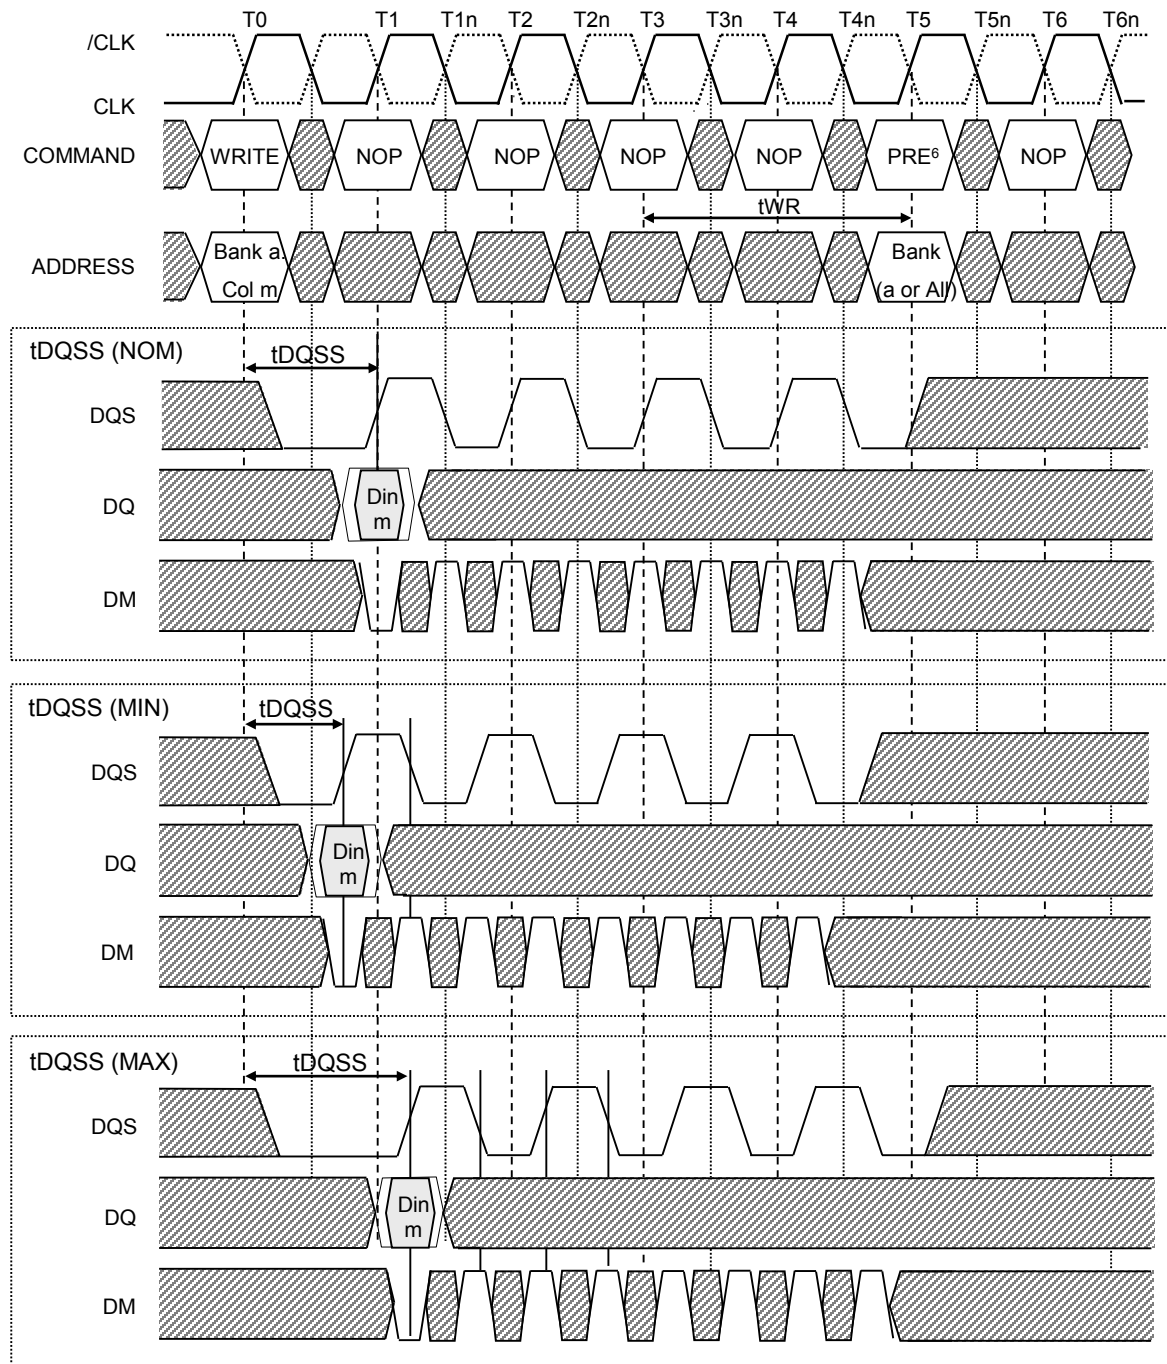 T0 T1 T1n T2 T2n T3 T3n T4 T4n T5 T5n T6 T6n
/CLK
CLK
COMMAND WRITE NOP NOP NOP NOP PRE6 NOP
tWR
ADDRESS Bank a. Bank
Col m (a or All)
tDQSS (NOM) tDQSS
DQS
DQ Din
m
DM
tDQSS (MIN) tDQSS
DQS
DQ Din
m
DM
tDQSS (MAX) tDQSS
DQS
DQ Din
m
DM